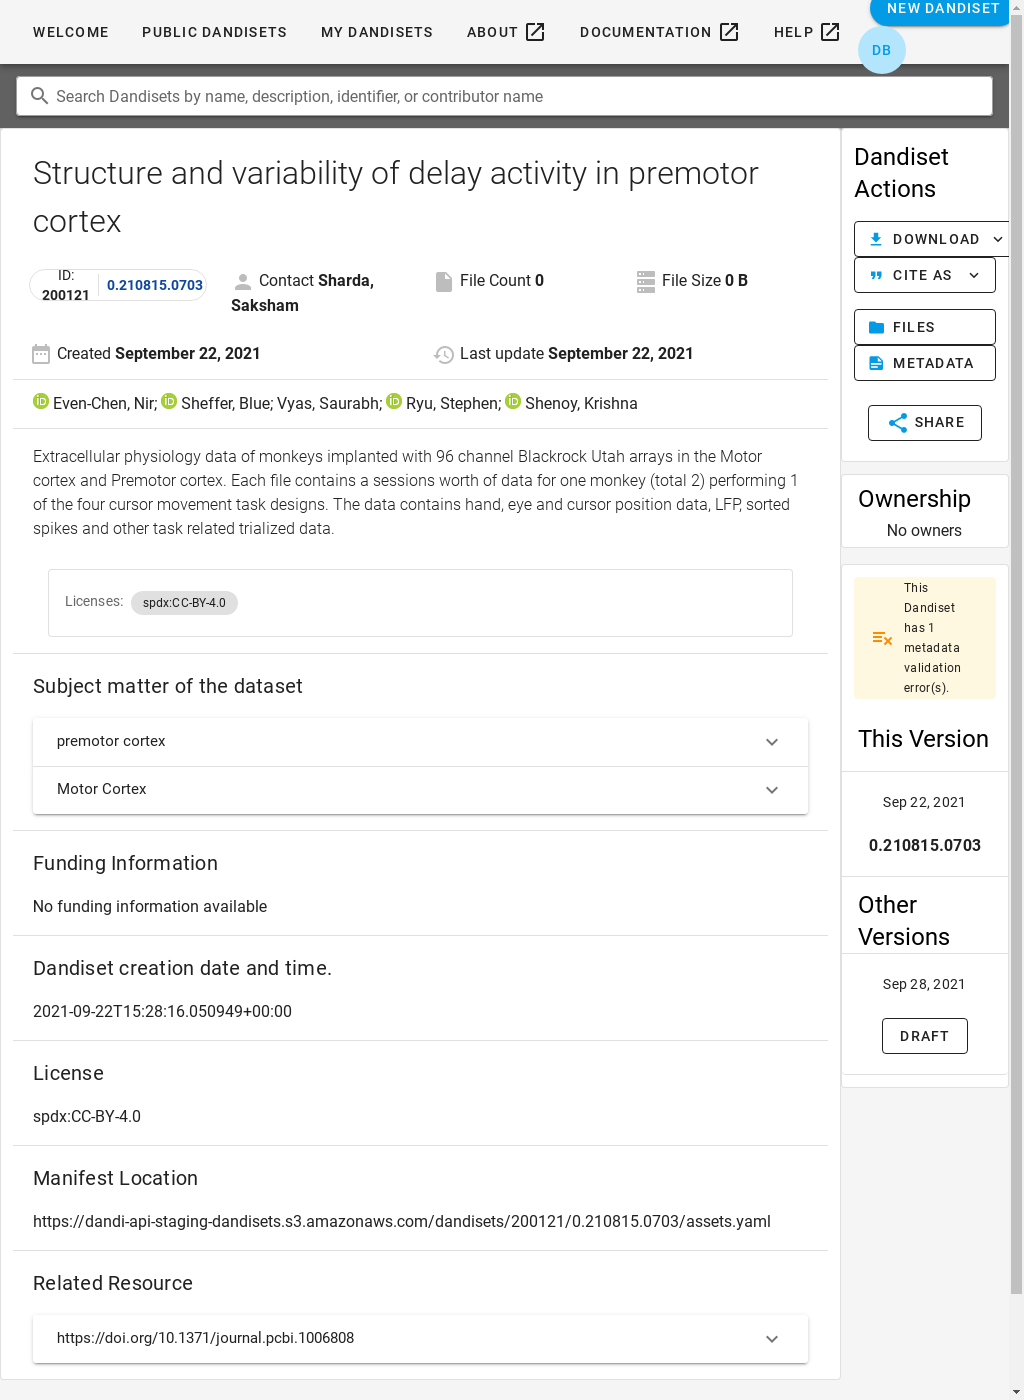 WELCOME
PUBLIC DANDISETS
MY DANDISETS
ABOUT
DOCUMENTATION
HELP
NEW DANDISET
DB
Search Dandisets by name, description, identifier, or contributor name
Structure and variability of delay activity in premotor
cortex
ID:
200121
0.210815.0703
Contact Sharda,
Saksham
File Count 0
File Size 0 B
Created September 22, 2021
Last update September 22, 2021
iD Even-Chen, Nir; iD Sheffer, Blue; Vyas, Saurabh; iD Ryu, Stephen; iD Shenoy, Krishna
Extracellular physiology data of monkeys implanted with 96 channel Blackrock Utah arrays in the Motor
cortex and Premotor cortex. Each file contains a sessions worth of data for one monkey (total 2) performing 1
of the four cursor movement task designs. The data contains hand, eye and cursor position data, LFP, sorted
spikes and other task related trialized data.
Licenses: spdx:CC-BY-4.0
Subject matter of the dataset
premotor cortex
Motor Cortex
Funding Information
No funding information available
Dandiset creation date and time.
2021-09-22T15:28:16.050949+00:00
License
spdx:CC-BY-4.0
Manifest Location
https://dandi-api-staging-dandisets.s3.amazonaws.com/dandisets/200121/0.210815.0703/assets.yaml
Related Resource
https://doi.org/10.1371/journal.pcbi.1006808
Dandiset
Actions
DOWNLOAD
CITE AS
FILES
METADATA
SHARE
Ownership
No owners
This
Dandiset
has 1
metadata
validation
error(s).
This Version
Sep 22, 2021
0.210815.0703
Other
Versions
Sep 28, 2021
DRAFT